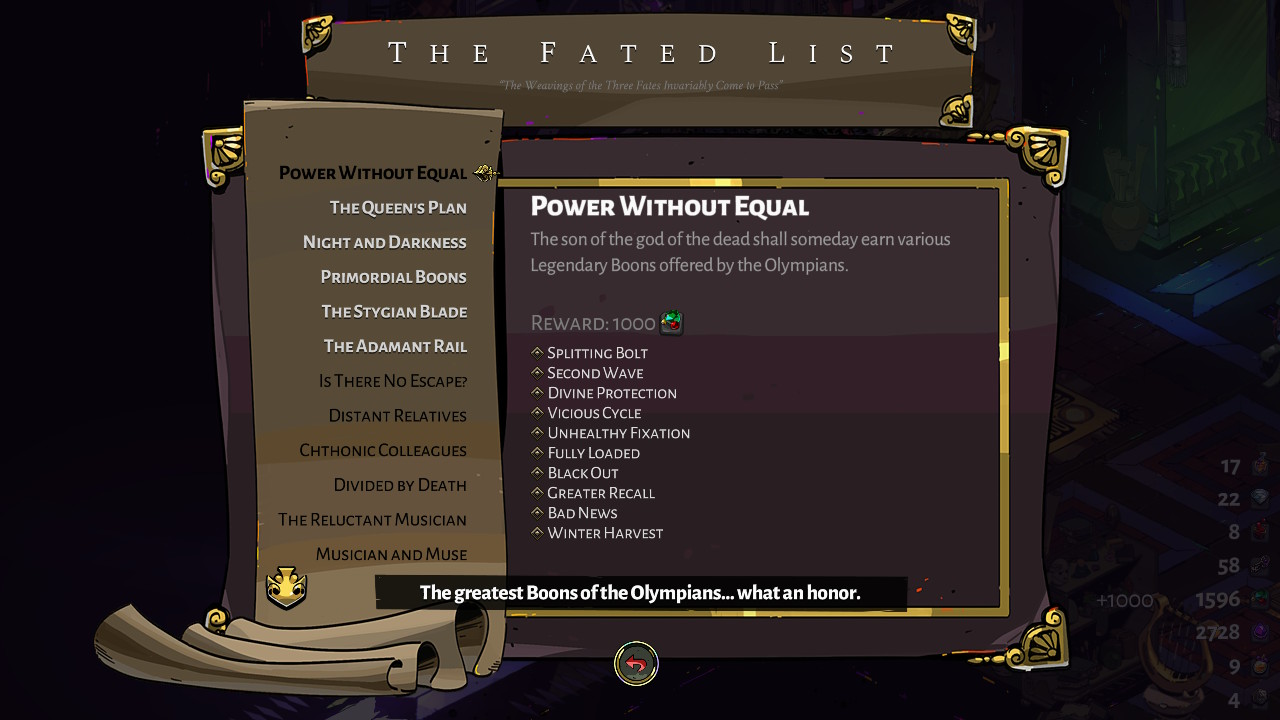 The Fated List
"The Weavings of the Three Fates Invariably Come to Pass"
Power Without Equal
The Queen's Plan
Night and Darkness
Primordial Boons
The Stygian Blade
The Adamant Rail
Is There No Escape?
Distant Relatives
Chthonic Colleagues
Divided by Death
The Reluctant Musician
Musician and Muse
Power Without Equal
The son of the god of the dead shall someday earn various
Legendary Boons offered by the Olympians.
Reward: 1000
Splitting Bolt
Second Wave
Divine Protection
Vicious Cycle
Unhealthy Fixation
Fully Loaded
Black Out
Greater Recall
Bad News
Winter Harvest
The greatest Boons of the Olympians... what an honor.
17
22
8
58
+1000 1596
2728
9
4